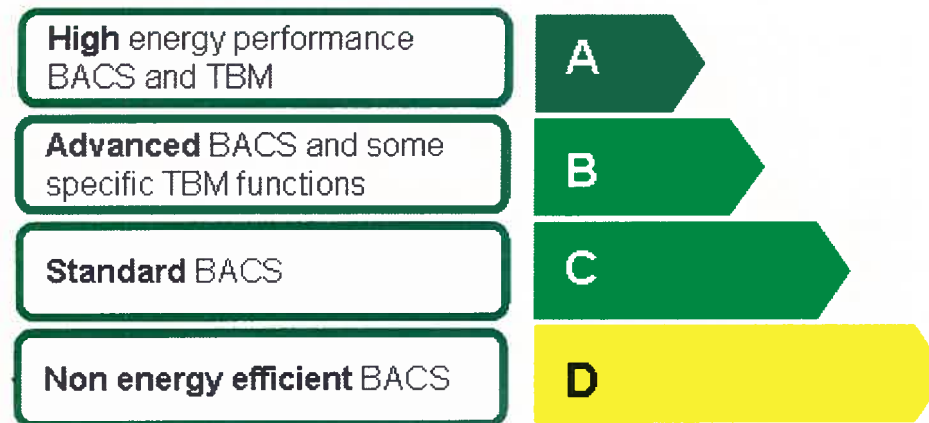 High energy performance
BACS and TBM
A
Advanced BACS and some
specific TBM functions
B
Standard BACS
C
Non energy efficient BACS
D